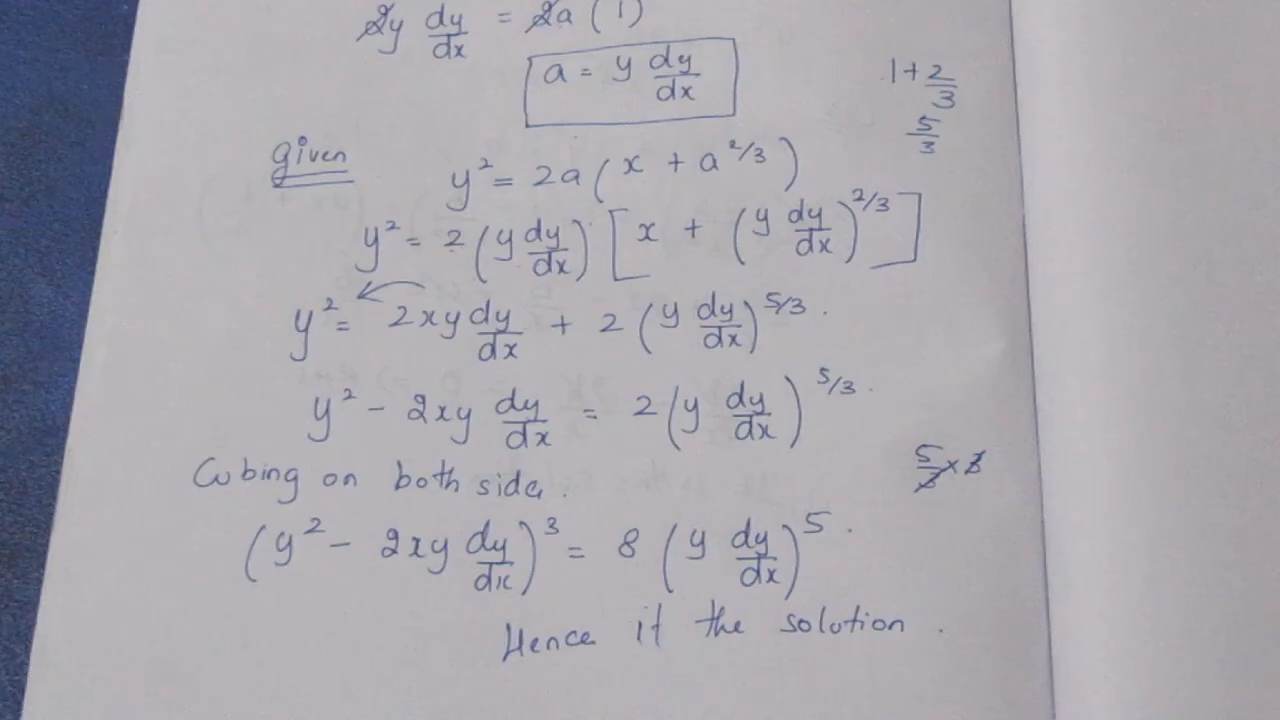 2y dy/dx = 2a (1)
a = y dy/dx
1 + 2/3
5/3
Given
y² = 2a (x + a^2/3)
y² = 2 (y dy/dx) [x + (y dy/dx)^2/3]
y² = 2xy dy/dx + 2 (y dy/dx)^5/3.
y² - 2xy dy/dx = 2 (y dy/dx)^5/3.
Cubing on both side.
5/3 × 3
(y² - 2xy dy/dx)³ = 8 (y dy/dx)⁵.
Hence it the solution.